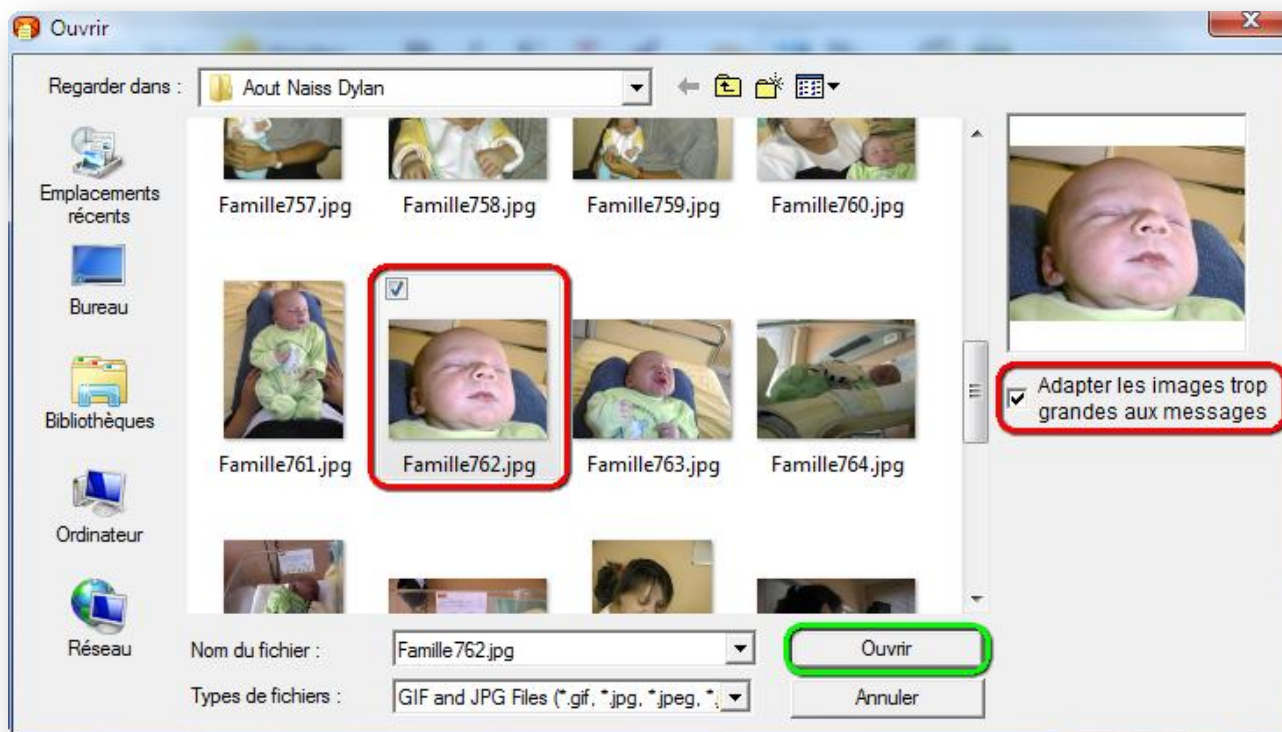 Ouvrir
Regarder dans :
Aout Naiss Dylan
Emplacements
récents
Bureau
Bibliothèques
Ordinateur
Réseau
Famille757.jpg
Famille758.jpg
Famille759.jpg
Famille760.jpg
Famille761.jpg
Famille762.jpg
Famille763.jpg
Famille764.jpg
Adapter les images trop
grandes aux messages
Nom du fichier :
Famille762.jpg
Ouvrir
Types de fichiers :
GIF and JPG Files (*.gif, *.jpg, *.jpeg, *.
Annuler